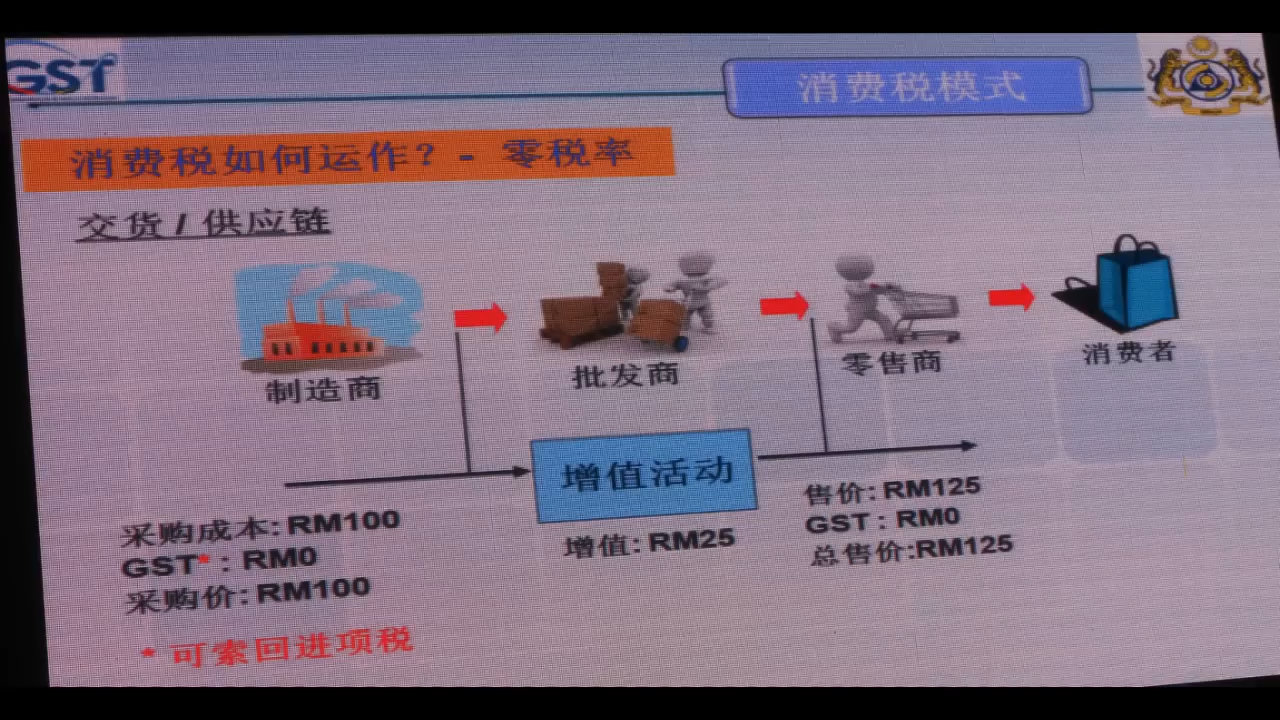 GST
消费税模式
消费税如何运作？- 零税率
交货 / 供应链
制造商
批发商
零售商
消费者
增值活动
采购成本: RM100
GST* : RM0
采购价: RM100
增值: RM25
售价: RM125
GST : RM0
总售价:RM125
* 可索回进项税